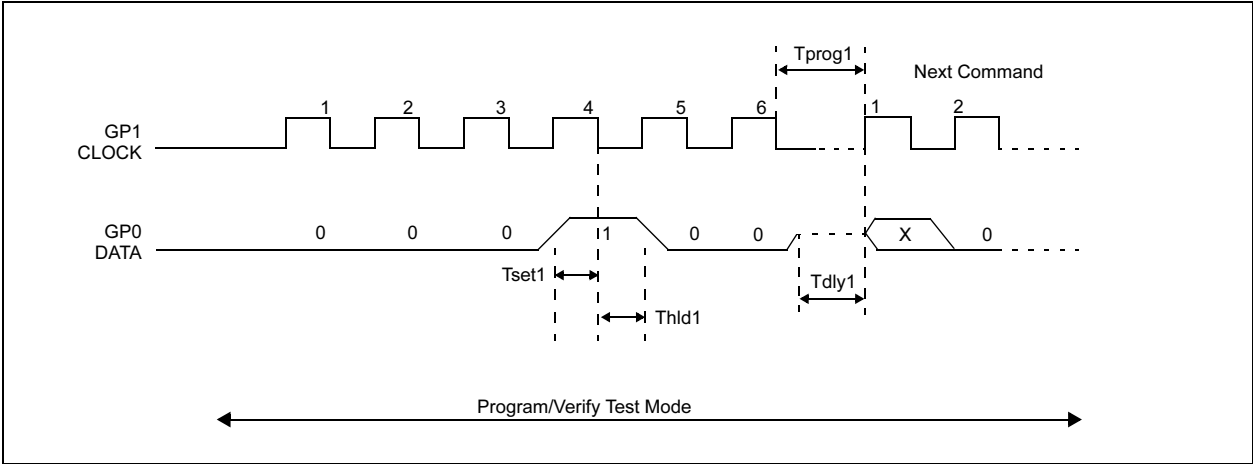 Tprog1
Next Command
1 2 3 4 5 6 1 2
GP1
CLOCK
GP0
DATA
0 0 0 1 0 0 X 0
Tset1
Tdly1
Thld1
Program/Verify Test Mode